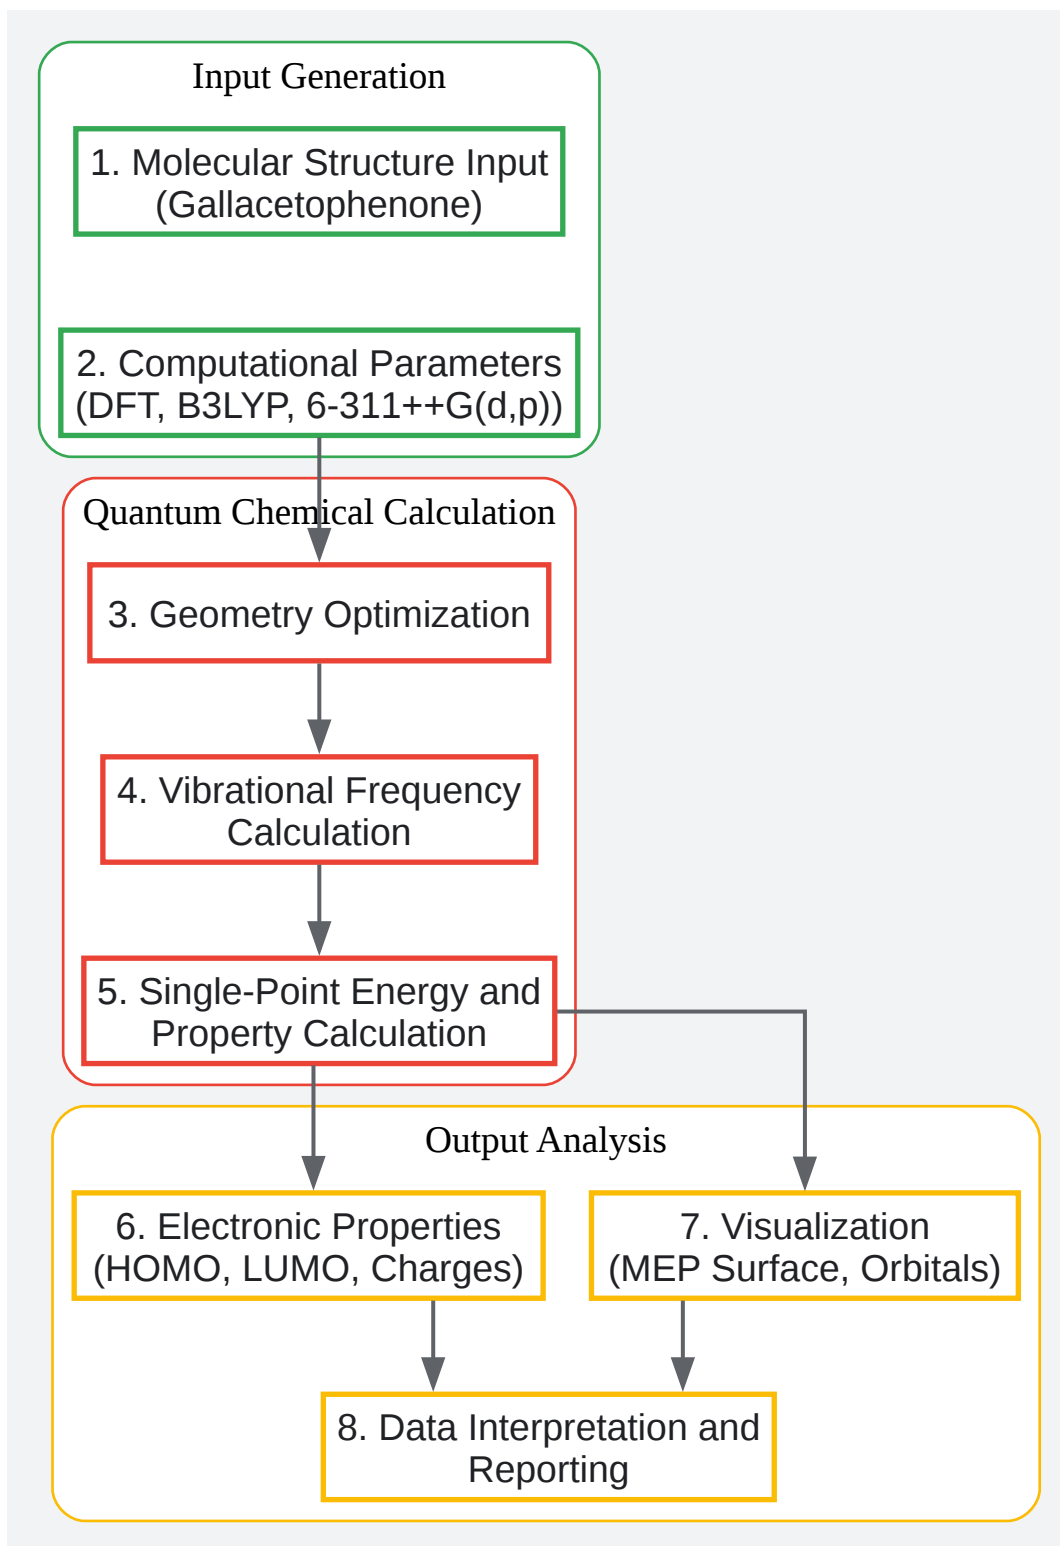 Input Generation
1. Molecular Structure Input
(Gallacetophenone)
2. Computational Parameters
(DFT, B3LYP, 6-311++G(d,p))
Quantum Chemical Calculation
3. Geometry Optimization
4. Vibrational Frequency
Calculation
5. Single-Point Energy and
Property Calculation
Output Analysis
6. Electronic Properties
(HOMO, LUMO, Charges)
7. Visualization
(MEP Surface, Orbitals)
8. Data Interpretation and
Reporting